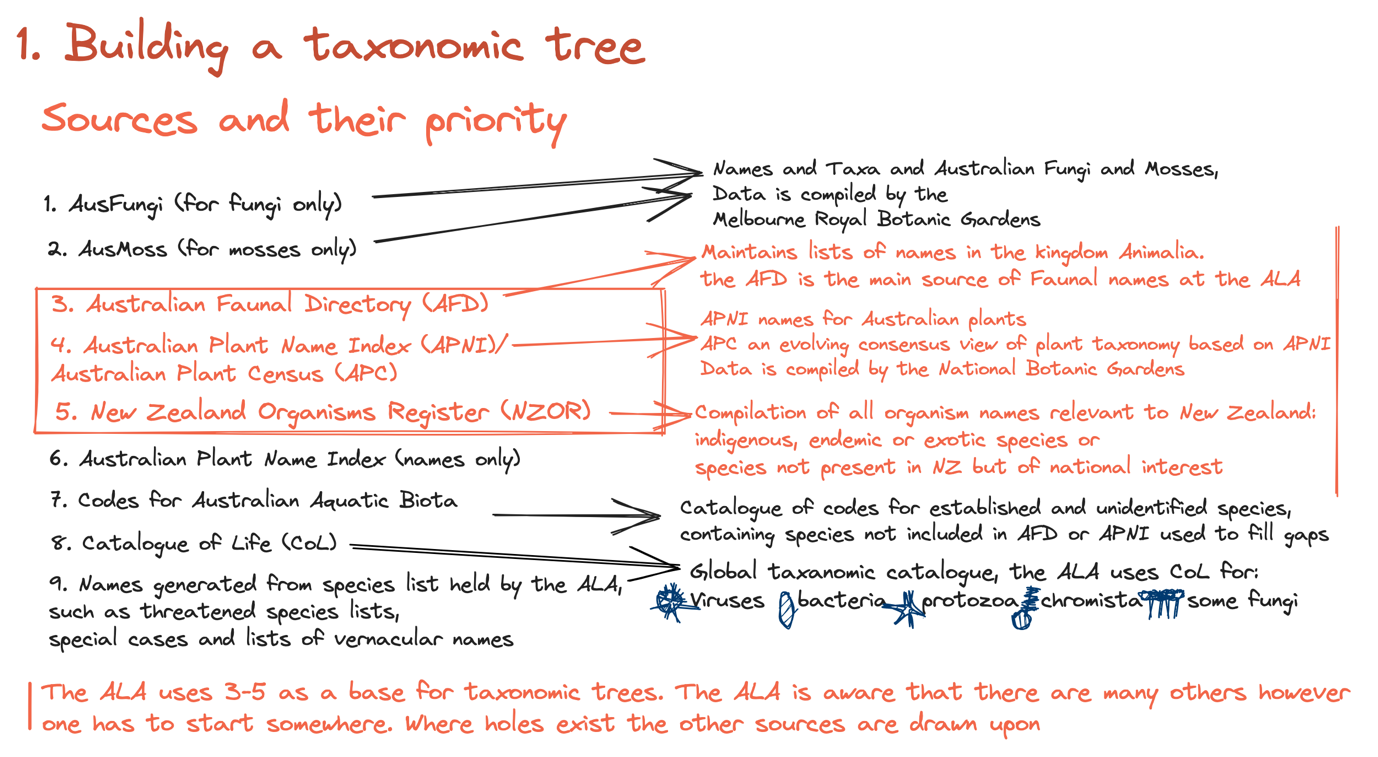 1. Building a taxonomic tree
Sources and their priority
1. AusFungi (for fungi only)
2. AusMoss (for mosses only)
3. Australian Faunal Directory (AFD)
4. Australian Plant Name Index (APNI)/
Australian Plant Census (APC)
5. New Zealand Organisms Register (NZOR)
6. Australian Plant Name Index (names only)
7. Codes for Australian Aquatic Biota
8. Catalogue of Life (CoL)
9. Names generated from species list held by the ALA,
such as threatened species lists,
special cases and lists of vernacular names
Names and Taxa and Australian Fungi and Mosses,
Data is compiled by the
Melbourne Royal Botanic Gardens
Maintains lists of names in the kingdom Animalia.
the AFD is the main source of Faunal names at the ALA
APNI names for Australian plants
APC an evolving consensus view of plant taxonomy based on APNI
Data is compiled by the National Botanic Gardens
Compilation of all organism names relevant to New Zealand:
indigenous, endemic or exotic species or
species not present in NZ but of national interest
Catalogue of codes for established and unidentified species,
containing species not included in AFD or APNI used to fill gaps
Global taxanomic catalogue, the ALA uses CoL for:
Viruses bacteria protozoa chromista some fungi
The ALA uses 3-5 as a base for taxonomic trees. The ALA is aware that there are many others however
one has to start somewhere. Where holes exist the other sources are drawn upon